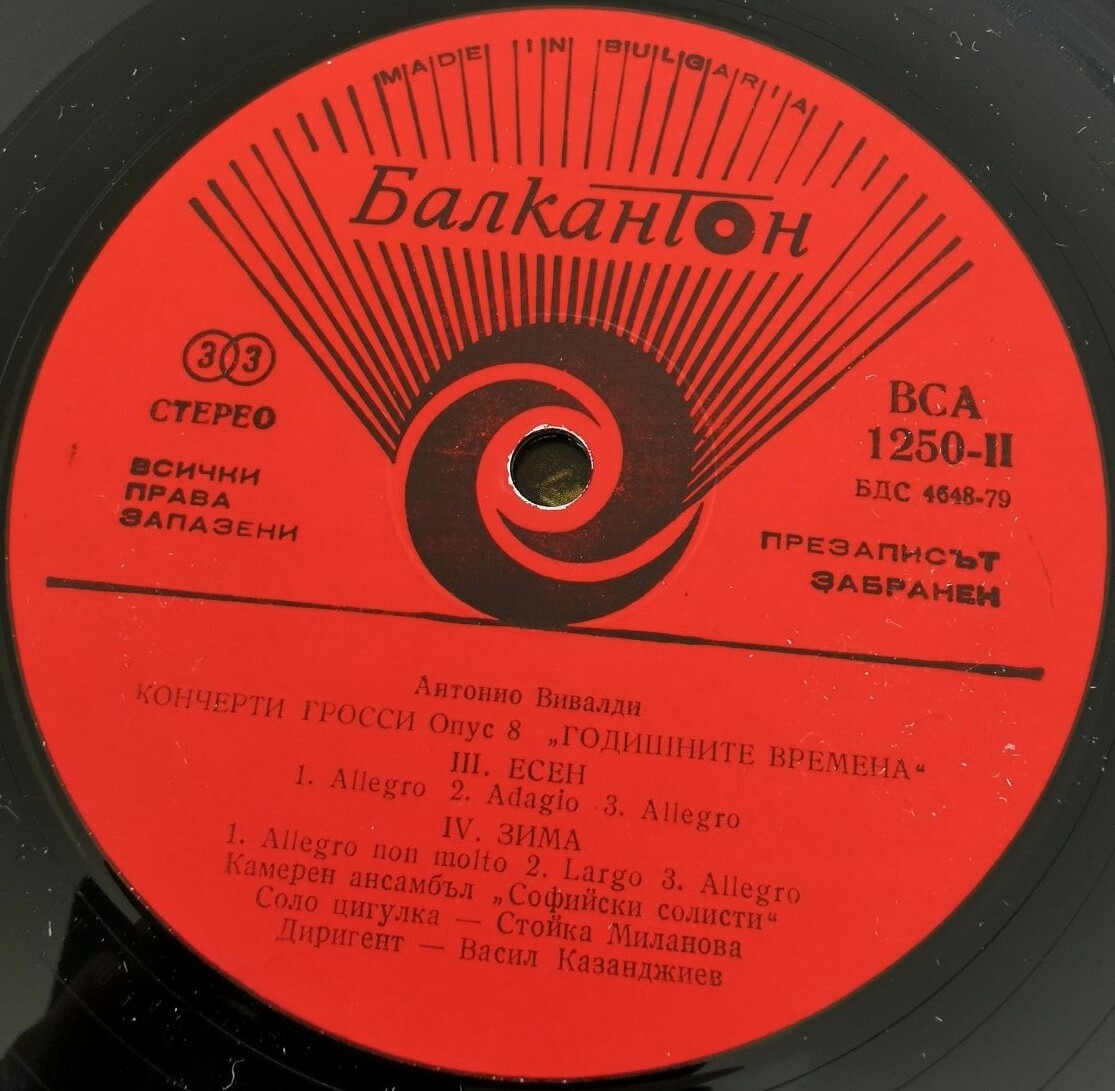 MADE IN BULGARIA
Балкантон
33
СТЕРЕО
ВСИЧКИ
ПРАВА
ЗАПАЗЕНИ
ВСА
1250-II
БДС 4648-79
ПРЕЗАПИСЪТ
ЗАБРАНЕН
Антонио Вивалди
КОНЧЕРТИ ГРОССИ Опус 8 „ГОДИШНИТЕ ВРЕМЕНА“
III. ЕСЕН
1. Allegro 2. Adagio 3. Allegro
IV. ЗИМА
1. Allegro non molto 2. Largo 3. Allegro
Камерен ансамбъл „Софийски солисти“
Соло цигулка — Стойка Миланова
Диригент — Васил Казанджиев